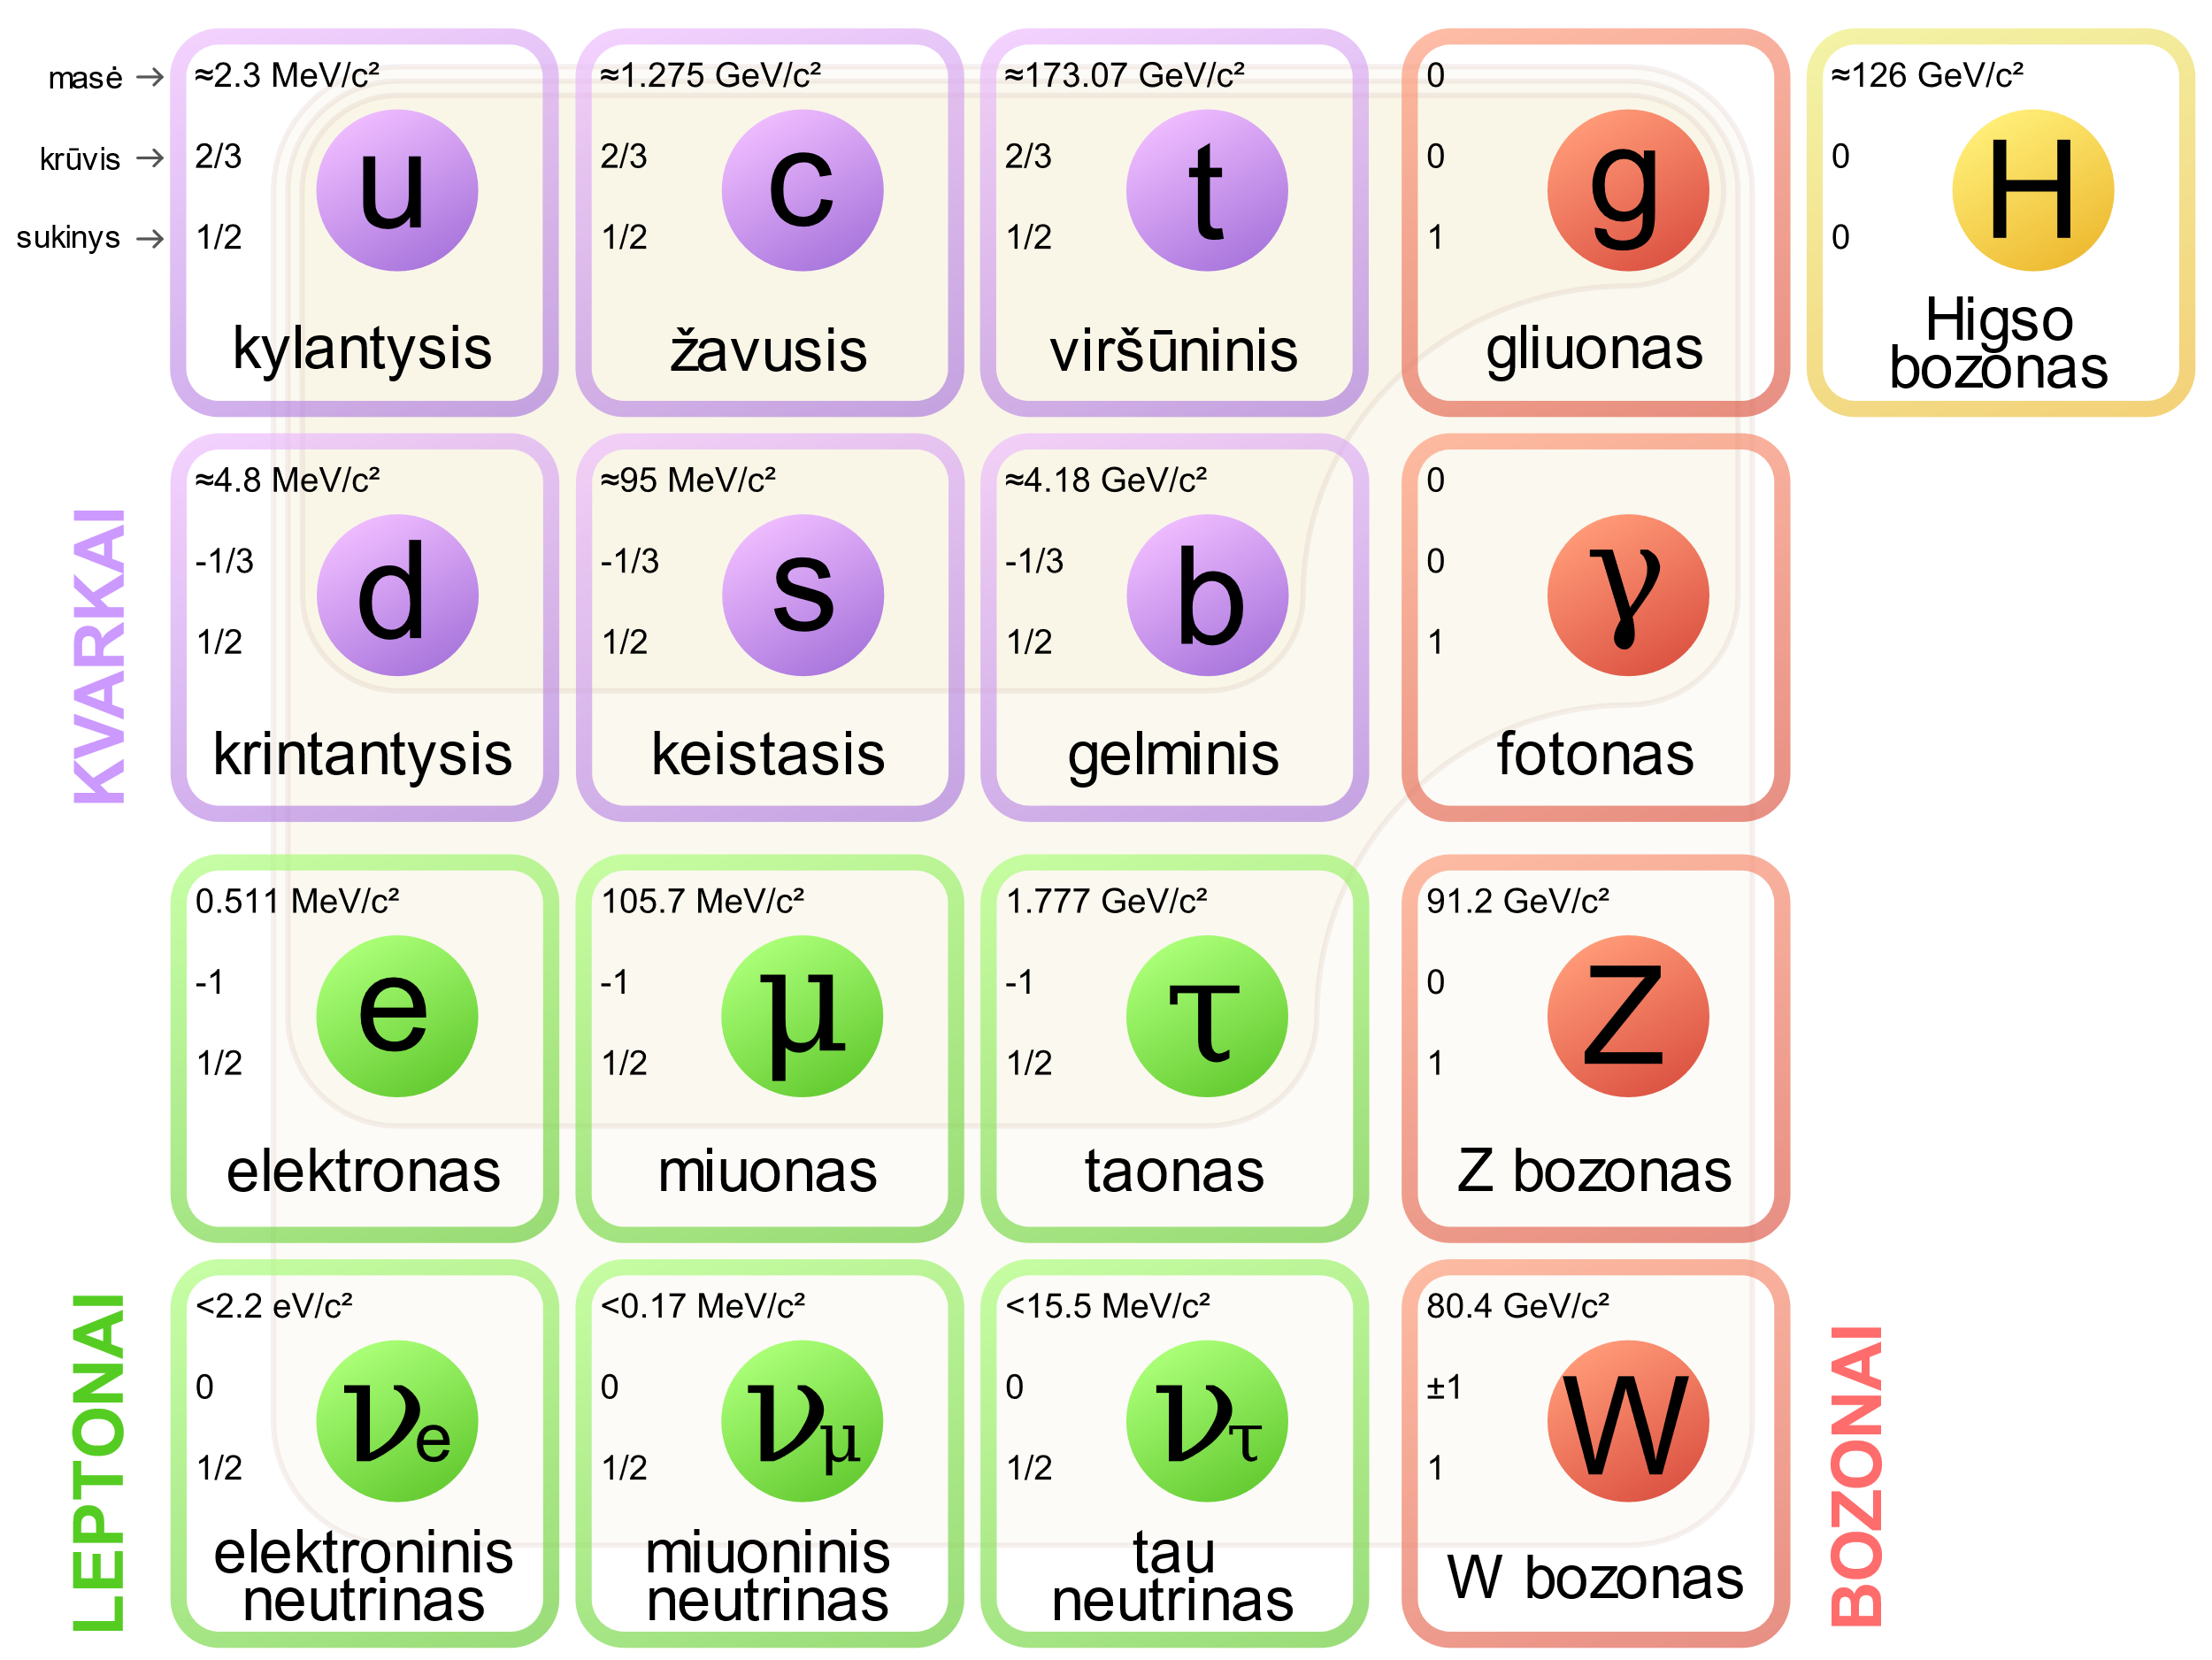 masė →
krūvis →
sukinys →
≈2.3 MeV/c²
2/3
1/2
u
kylantysis
≈1.275 GeV/c²
2/3
1/2
c
žavusis
≈173.07 GeV/c²
2/3
1/2
t
viršūninis
0
0
1
g
gliuonas
≈126 GeV/c²
0
0
H
Higso
bozonas
KVARKAI
≈4.8 MeV/c²
-1/3
1/2
d
krintantysis
≈95 MeV/c²
-1/3
1/2
s
keistasis
≈4.18 GeV/c²
-1/3
1/2
b
gelminis
0
0
1
γ
fotonas
LEPTONAI
0.511 MeV/c²
-1
1/2
e
elektronas
105.7 MeV/c²
-1
1/2
μ
miuonas
1.777 GeV/c²
-1
1/2
τ
taonas
91.2 GeV/c²
0
1
Z
Z bozonas
<2.2 eV/c²
0
1/2
νe
elektroninis
neutrinas
<0.17 MeV/c²
0
1/2
νμ
miuoninis
neutrinas
<15.5 MeV/c²
0
1/2
ντ
tau
neutrinas
80.4 GeV/c²
±1
1
W
W bozonas
BOZONAI